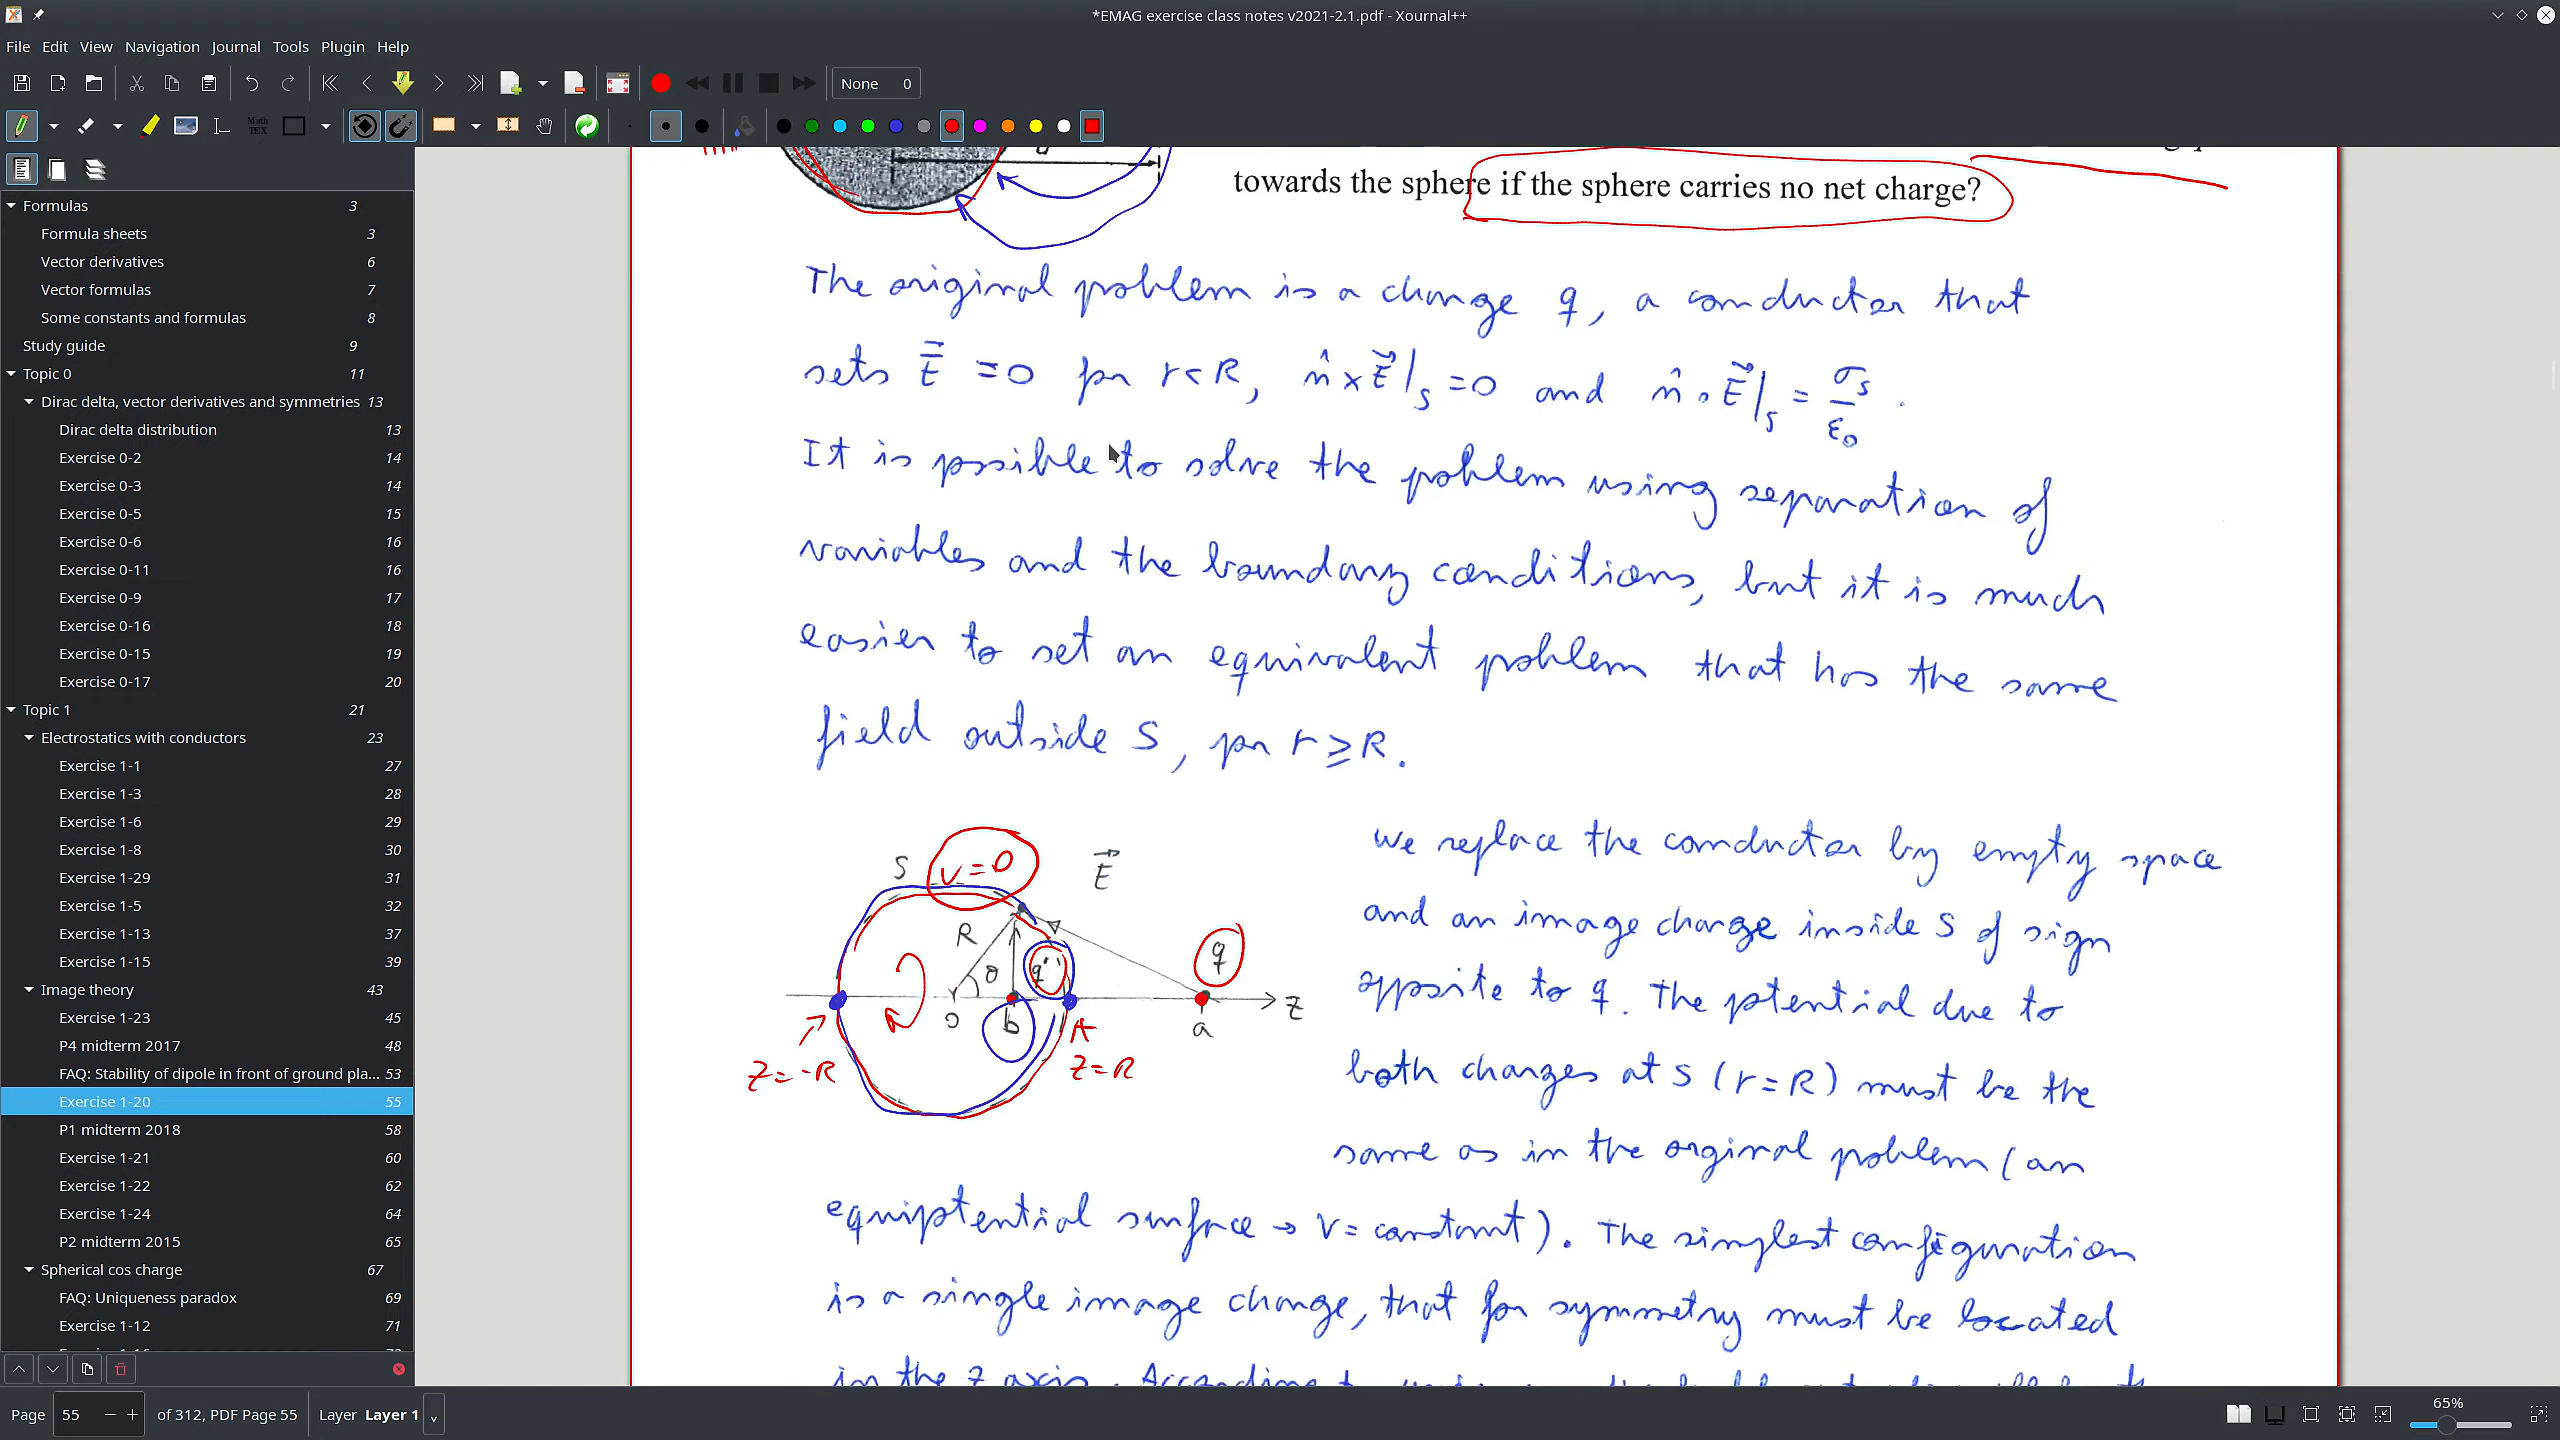 *EMAG exercise class notes v2021-2.1.pdf - Xournal++
File Edit View Navigation Journal Tools Plugin Help
None 0
Math TEX
Formulas 3
Formula sheets 3
Vector derivatives 6
Vector formulas 7
Some constants and formulas 8
Study guide 9
Topic 0 11
Dirac delta, vector derivatives and symmetries 13
Dirac delta distribution 13
Exercise 0-2 14
Exercise 0-3 14
Exercise 0-5 15
Exercise 0-6 16
Exercise 0-11 16
Exercise 0-9 17
Exercise 0-16 18
Exercise 0-15 19
Exercise 0-17 20
Topic 1 21
Electrostatics with conductors 23
Exercise 1-1 27
Exercise 1-3 28
Exercise 1-6 29
Exercise 1-8 30
Exercise 1-29 31
Exercise 1-5 32
Exercise 1-13 37
Exercise 1-15 39
Image theory 43
Exercise 1-23 45
P4 midterm 2017 48
FAQ: Stability of dipole in front of ground pla... 53
Exercise 1-20 55
P1 midterm 2018 58
Exercise 1-21 60
Exercise 1-22 62
Exercise 1-24 64
P2 midterm 2015 65
Spherical cos charge 67
FAQ: Uniqueness paradox 69
Exercise 1-12 71
towards the sphere if the sphere carries no net charge?
The original problem is a charge q, a conductor that
sets E⃗ = 0 for r < R, n̂ × E⃗|s = 0 and n̂ · E⃗|s = σs/ε0 .
It is possible to solve the problem using separation of
variables and the boundary conditions, but it is much
easier to set an equivalent problem that has the same
field outside S, for r ≥ R.
S V=0 E⃗
R θ q' q
0 b A a z
z=-R z=R
We replace the conductor by empty space
and an image charge inside S of sign
opposite to q. The potential due to
both charges at S (r=R) must be the
same as in the orginal problem (an
equipotential surface → V= constant). The simplest configuration
is a single image charge, that for symmetry must be located
in the z axis. According
Page 55 of 312, PDF Page 55 Layer Layer 1 65%